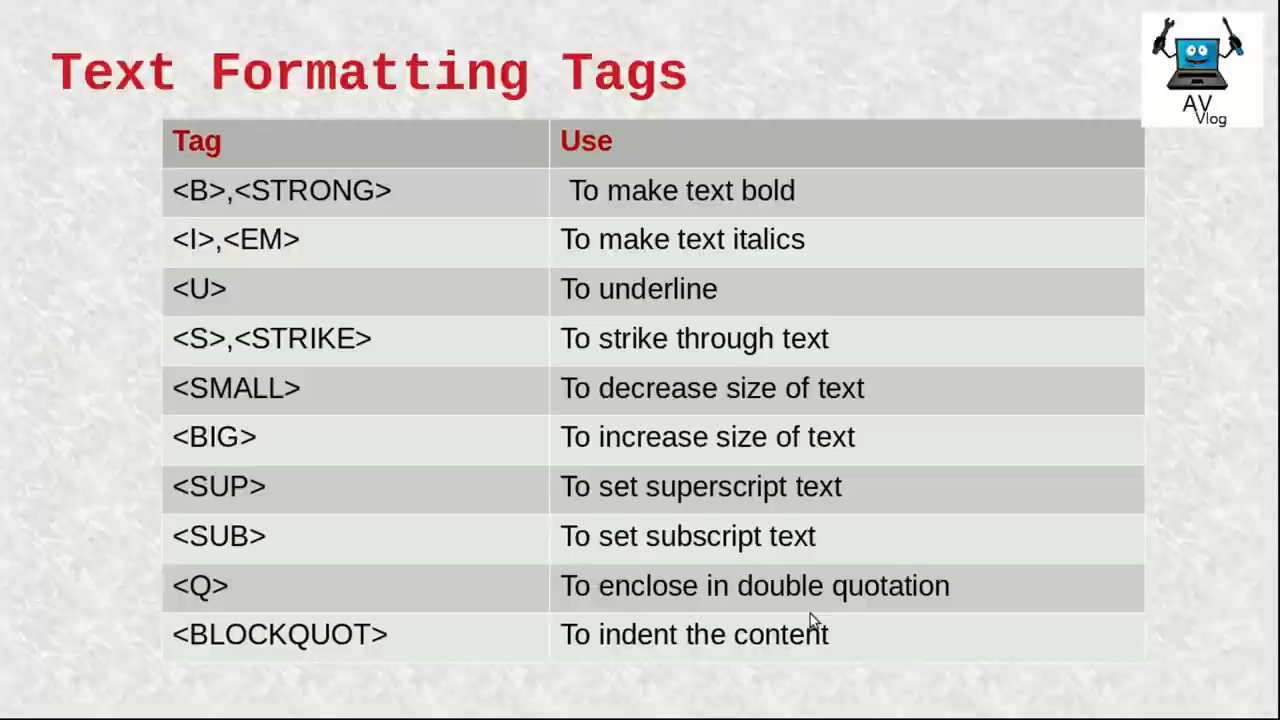 Text Formatting Tags
AV
Vlog
Tag Use
<B>,<STRONG> To make text bold
<I>,<EM> To make text italics
<U> To underline
<S>,<STRIKE> To strike through text
<SMALL> To decrease size of text
<BIG> To increase size of text
<SUP> To set superscript text
<SUB> To set subscript text
<Q> To enclose in double quotation
<BLOCKQUOT> To indent the content